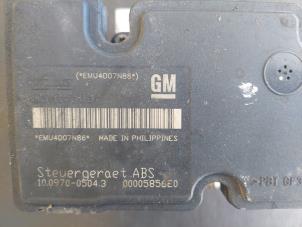 (*EMU4D07N86*)
GM
*EMU4D07N86* MADE IN PHILIPPINES
Steuergeraet ABS
10.0970-0504.3 00005856E0